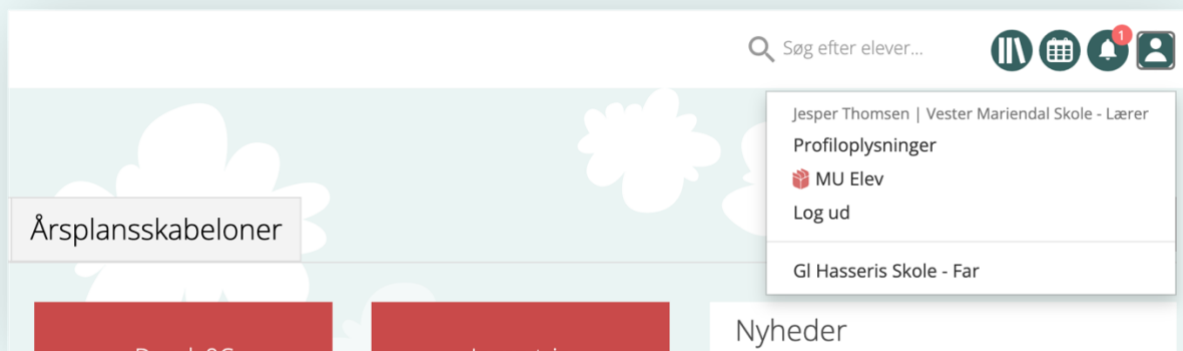 Søg efter elever...
1
Jesper Thomsen | Vester Mariendal Skole - Lærer
Profiloplysninger
MU Elev
Log ud
Gl Hasseris Skole - Far
Årsplansskabeloner
Nyheder